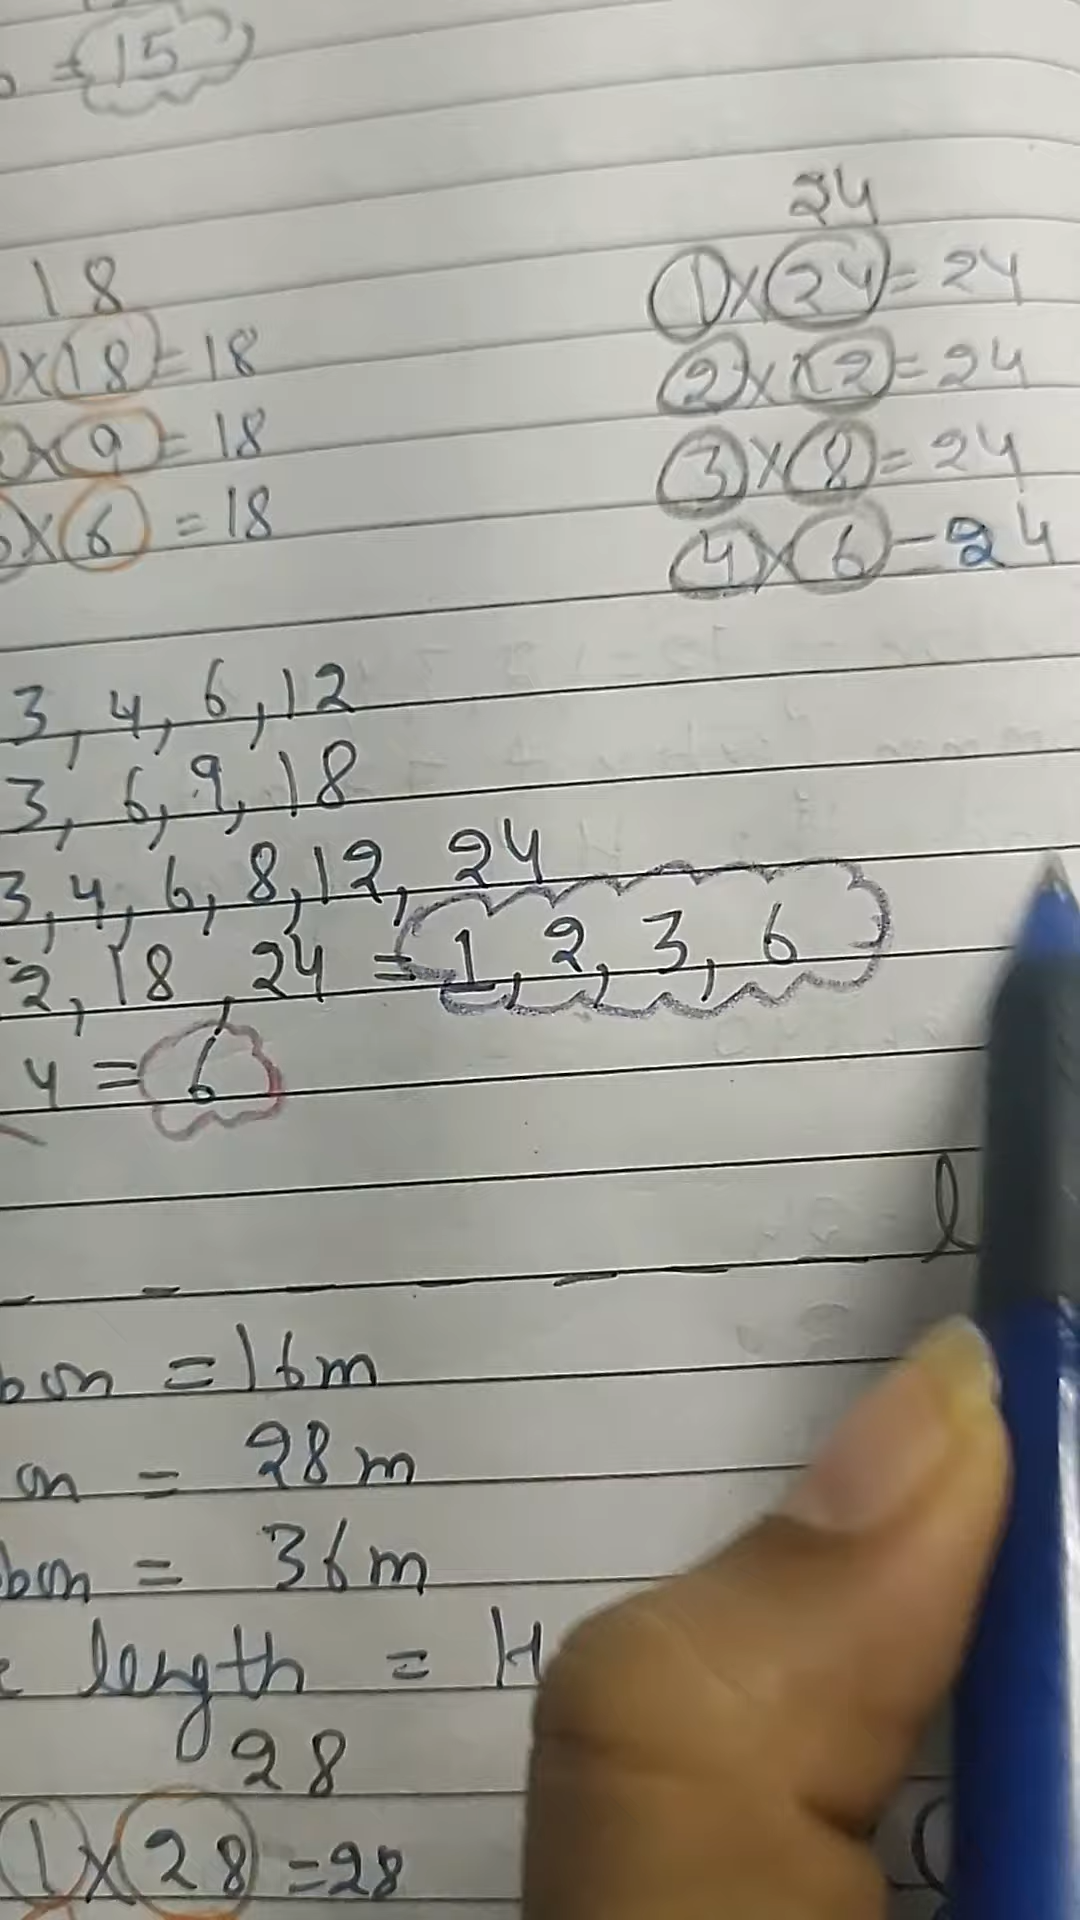 = 15
24
18
1 × 24 = 24
× 18 = 18
2 × 12 = 24
× 9 = 18
3 × 8 = 24
× 6 = 18
4 × 6 = 24
3, 4, 6, 12
3, 6, 9, 18
3, 4, 6, 8, 12, 24
2, 18, 24 = 1, 2, 3, 6
4 = 6
= 16m
= 28m
= 36m
length = H
28
1 × 28 = 28